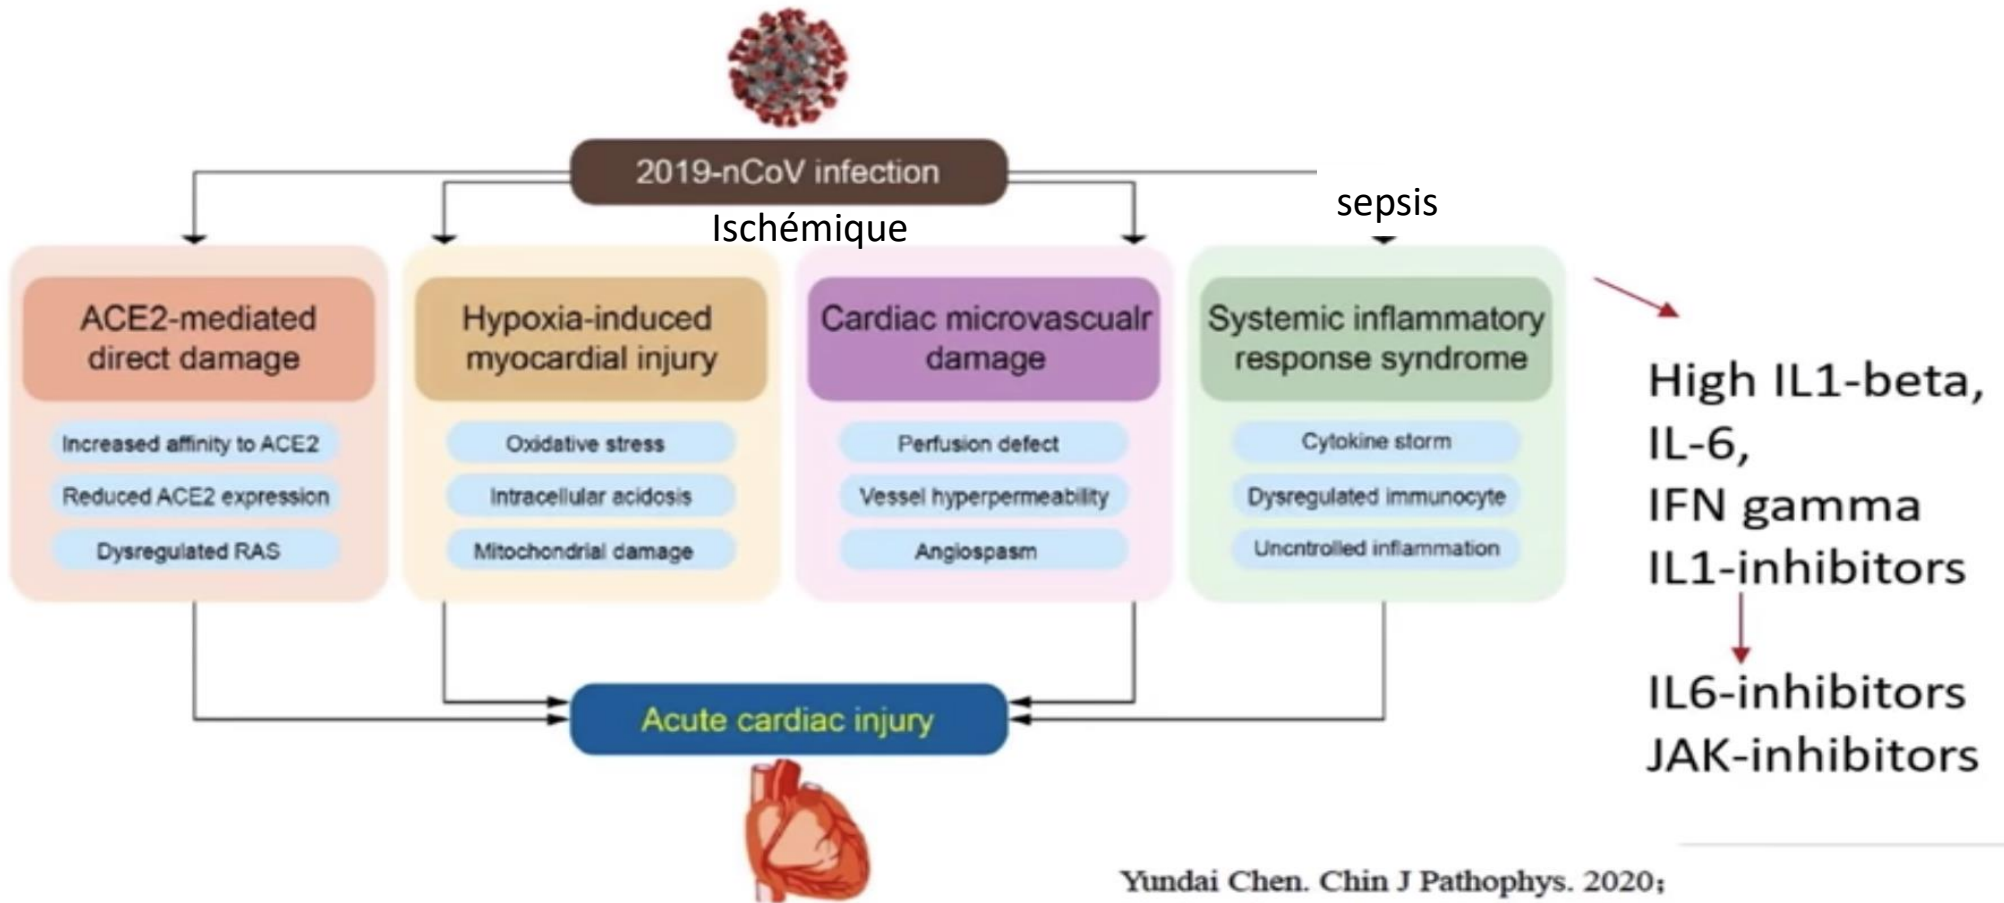 2019-nCoV infection
Ischémique
sepsis
ACE2-mediated
direct damage
Increased affinity to ACE2
Reduced ACE2 expression
Dysregulated RAS
Hypoxia-induced
myocardial injury
Oxidative stress
Intracellular acidosis
Mitochondrial damage
Cardiac microvascualr
damage
Perfusion defect
Vessel hyperpermeability
Angiospasm
Systemic inflammatory
response syndrome
Cytokine storm
Dysregulated immunocyte
Uncntrolled inflammation
High IL1-beta,
IL-6,
IFN gamma
IL1-inhibitors
IL6-inhibitors
JAK-inhibitors
Acute cardiac injury
Yundai Chen. Chin J Pathophys. 2020;